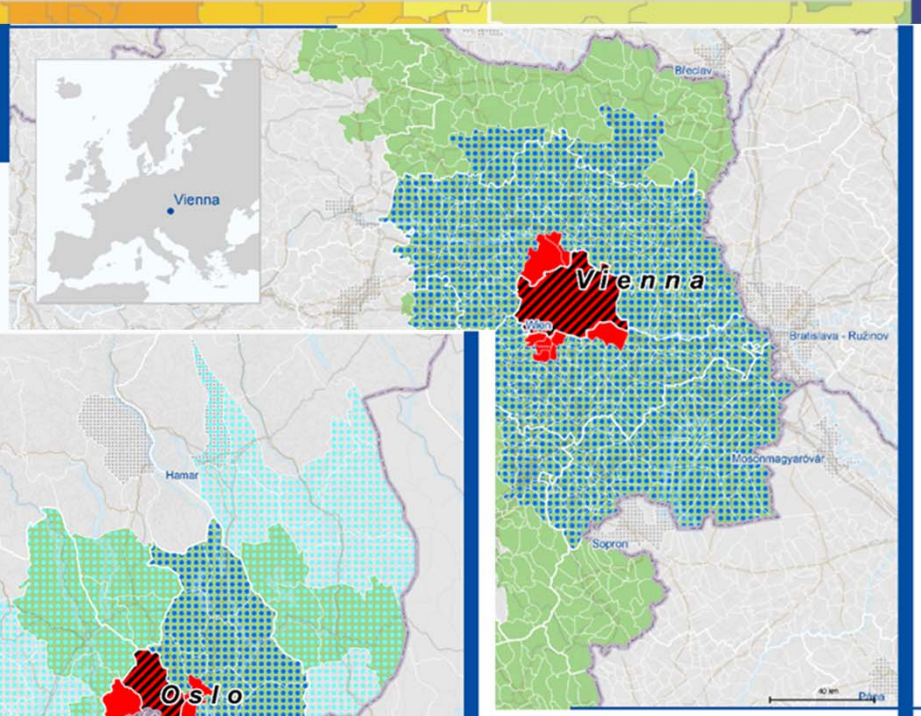 Břeclav
Vienna
Vienna
Wien
Bratislava - Ružinov
Mosonmagyaróvár
Hamar
Sopron
Oslo
40 km
Pápa